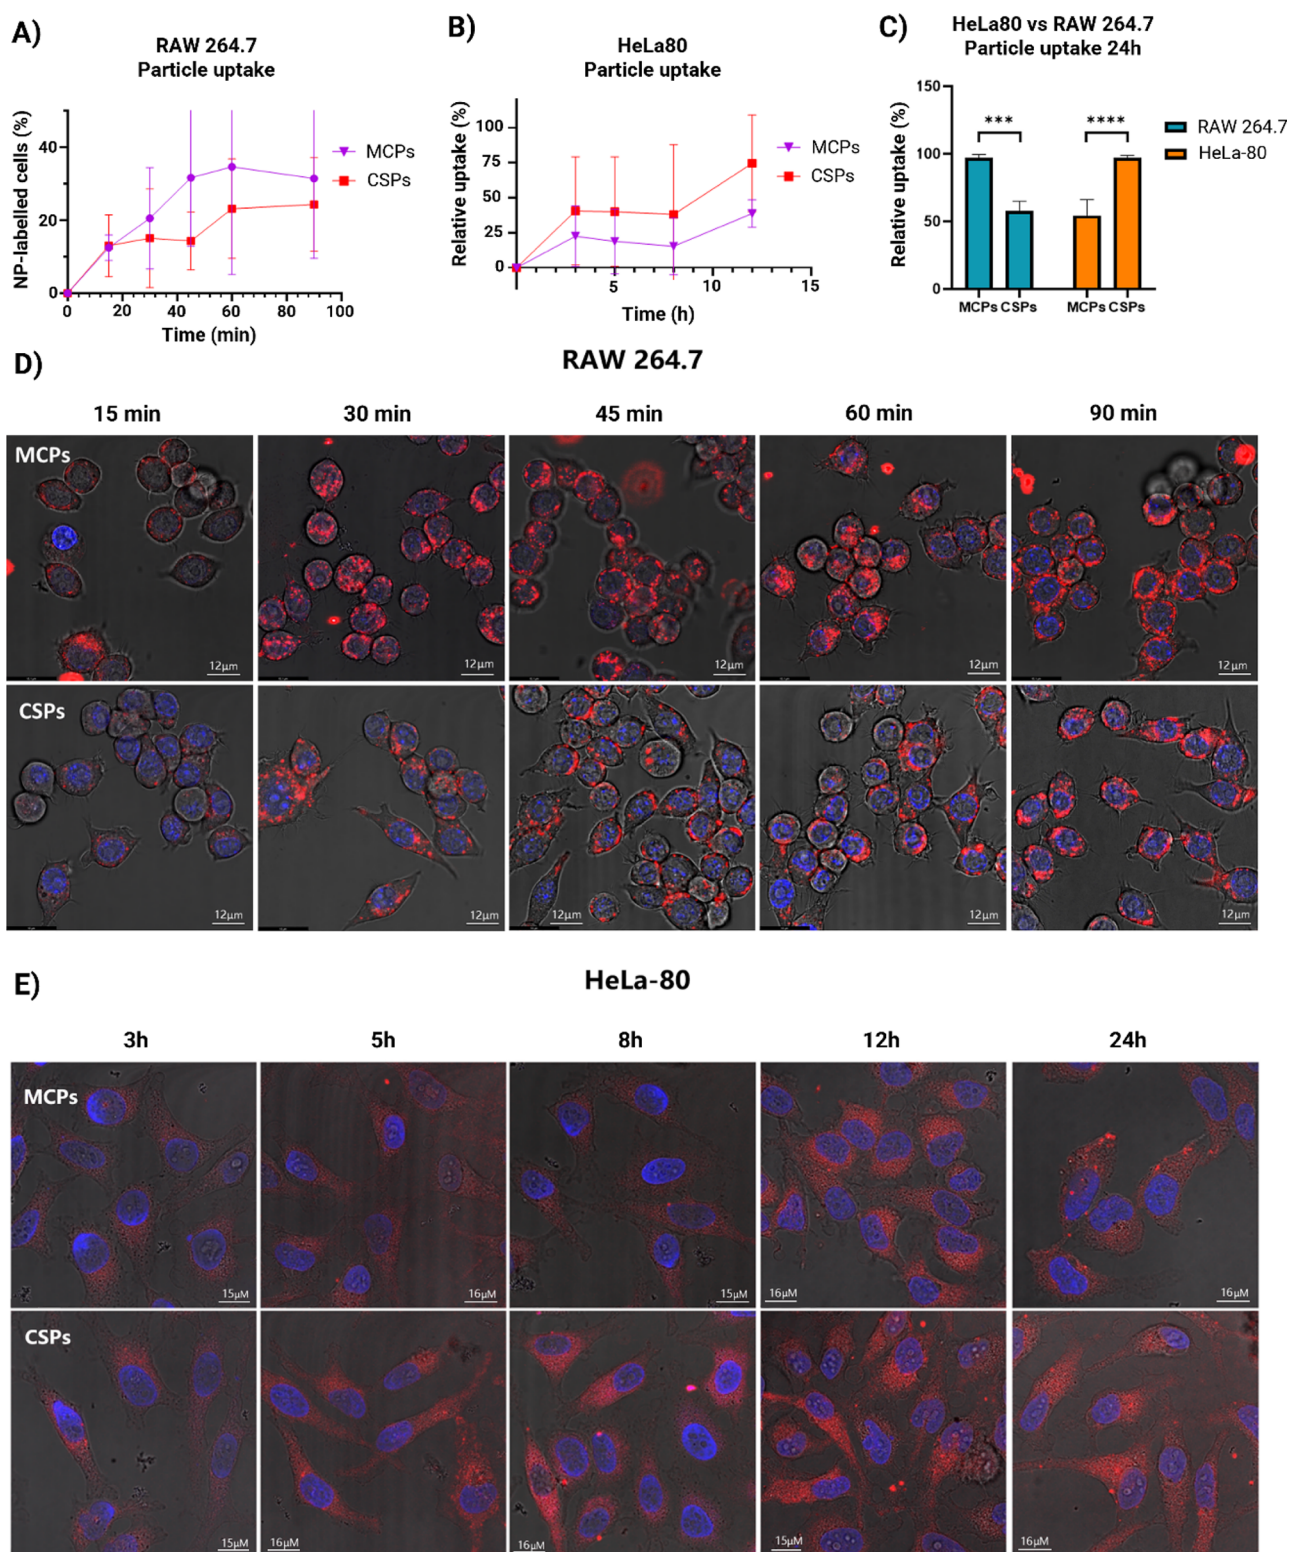 A)
RAW 264.7
Particle uptake
NP-labelled cells (%)
40
20
0
0 20 40 60 80 100
Time (min)
MCPs
CSPs
B)
HeLa80
Particle uptake
Relative uptake (%)
100
75
50
25
0
5 10 15
Time (h)
MCPs
CSPs
C)
HeLa80 vs RAW 264.7
Particle uptake 24h
Relative uptake (%)
150
100
50
0
*** ****
MCPs CSPs MCPs CSPs
RAW 264.7
HeLa-80
D)
RAW 264.7
15 min 30 min 45 min 60 min 90 min
MCPs
12µm 12µm 12µm 12µm 12µm
CSPs
12µm 12µm 12µm 12µm 12µm
E)
HeLa-80
3h 5h 8h 12h 24h
MCPs
15µM 16µM 15µM 16µM 16µM
CSPs
15µM 16µM 16µM 15µM 16µM